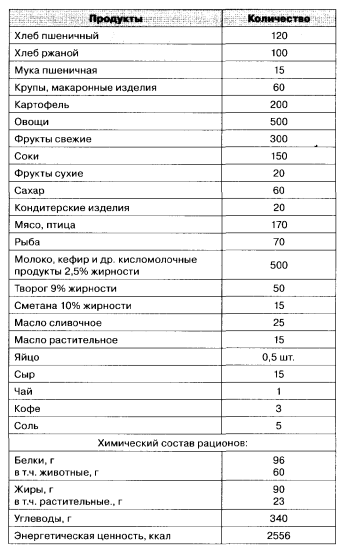 Продукты Количество
Хлеб пшеничный 120
Хлеб ржаной 100
Мука пшеничная 15
Крупы, макаронные изделия 60
Картофель 200
Овощи 500
Фрукты свежие 300
Соки 150
Фрукты сухие 20
Сахар 60
Кондитерские изделия 20
Мясо, птица 170
Рыба 70
Молоко, кефир и др. кисломолочные
продукты 2,5% жирности 500
Творог 9% жирности 50
Сметана 10% жирности 15
Масло сливочное 25
Масло растительное 15
Яйцо 0,5 шт.
Сыр 15
Чай 1
Кофе 3
Соль 5
Химический состав рационов:
Белки, г 96
в т.ч. животные, г 60
Жиры, г 90
в т.ч. растительные., г 23
Углеводы, г 340
Энергетическая ценность, ккал 2556